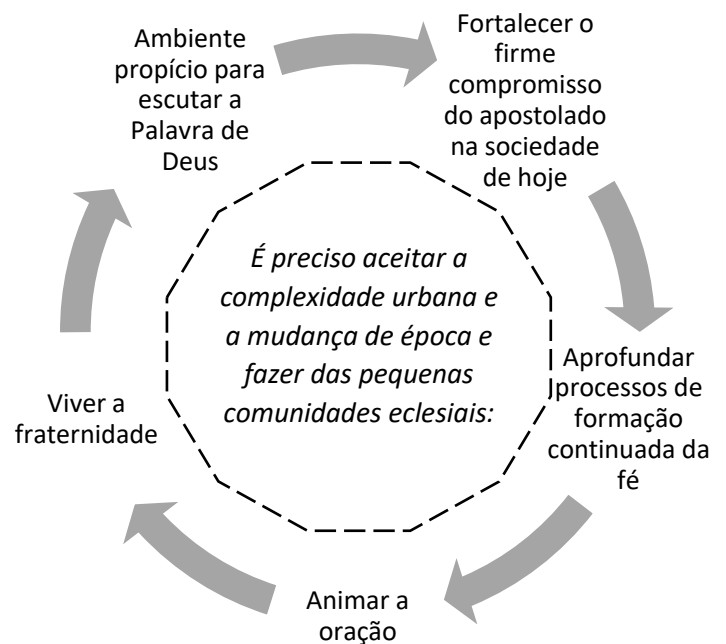 Ambiente
propício para
escutar a
Palavra de
Deus
Fortalecer o
firme
compromisso
do apostolado
na sociedade
de hoje
É preciso aceitar a
complexidade urbana e
a mudança de época e
fazer das pequenas
comunidades eclesiais:
Aprofundar
processos de
formação
continuada da
fé
Animar a
oração
Viver a
fraternidade